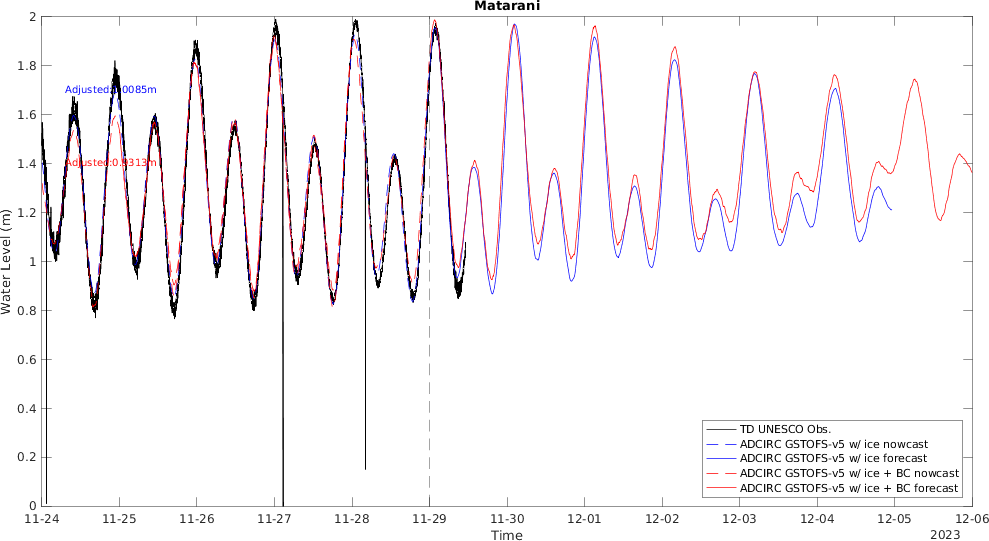 Matarani
2
1.8
1.6
1.4
1.2
1
0.8
0.6
0.4
0.2
0
Water Level (m)
Adjusted:
0085m
Adjusted:0.
313m
TD UNESCO Obs.
ADCIRC GSTOFS-v5 w/ ice nowcast
ADCIRC GSTOFS-v5 w/ ice forecast
ADCIRC GSTOFS-v5 w/ ice + BC nowcast
ADCIRC GSTOFS-v5 w/ ice + BC forecast
11-24 11-25 11-26 11-27 11-28 11-29 11-30 12-01 12-02 12-03 12-04 12-05 12-06
Time
2023